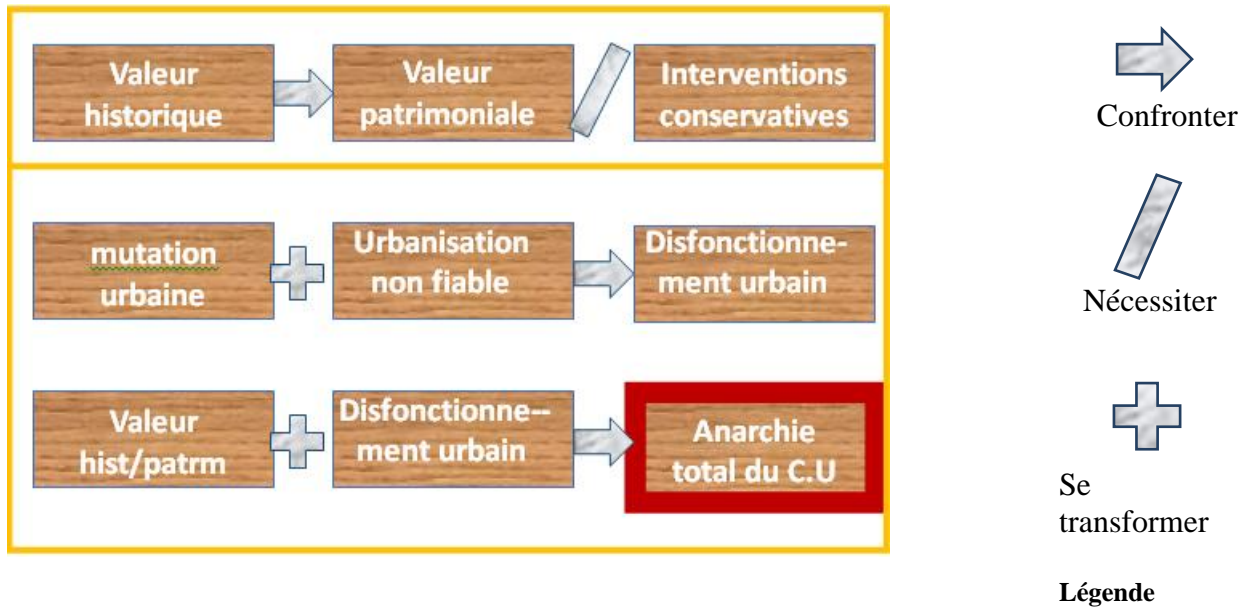 Valeur
historique
Valeur
patrimoniale
Interventions
conservatives
mutation
urbaine
Urbanisation
non fiable
Disfonctionne-
ment urbain
Valeur
hist/patrm
Disfonctionne--
ment urbain
Anarchie
total du C.U
Confronter
Nécessiter
Se
transformer
Légende